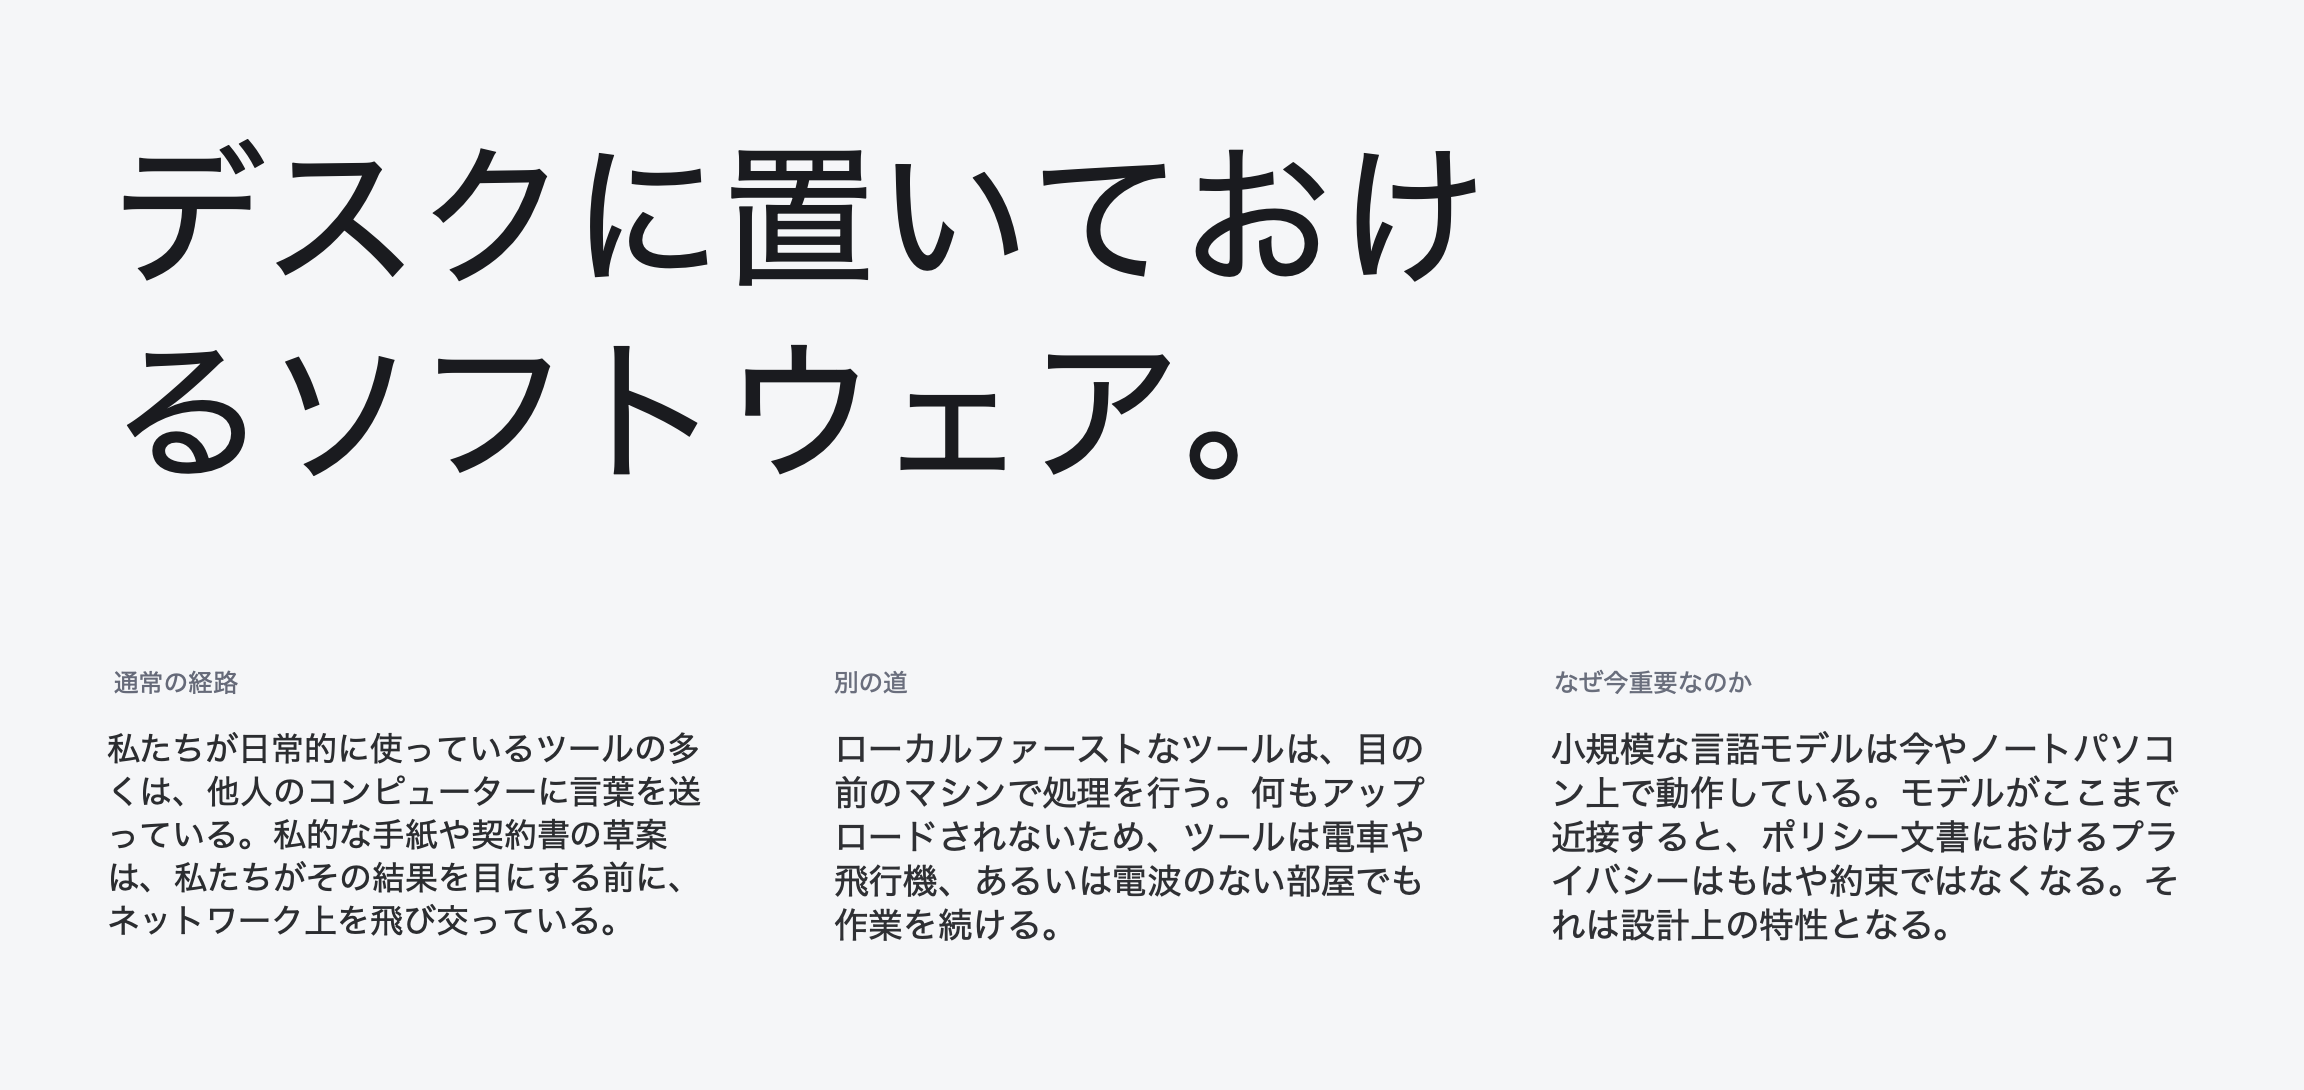 デスクに置いておけ
るソフトウェア。
通常の経路
私たちが日常的に使っているツールの多
くは、他人のコンピューターに言葉を送
っている。私的な手紙や契約書の草案
は、私たちがその結果を目にする前に、
ネットワーク上を飛び交っている。
別の道
ローカルファーストなツールは、目の
前のマシンで処理を行う。何もアップ
ロードされないため、ツールは電車や
飛行機、あるいは電波のない部屋でも
作業を続ける。
なぜ今重要なのか
小規模な言語モデルは今やノートパソコ
ン上で動作している。モデルがここまで
近接すると、ポリシー文書におけるプラ
イバシーはもはや約束ではなくなる。そ
れは設計上の特性となる。